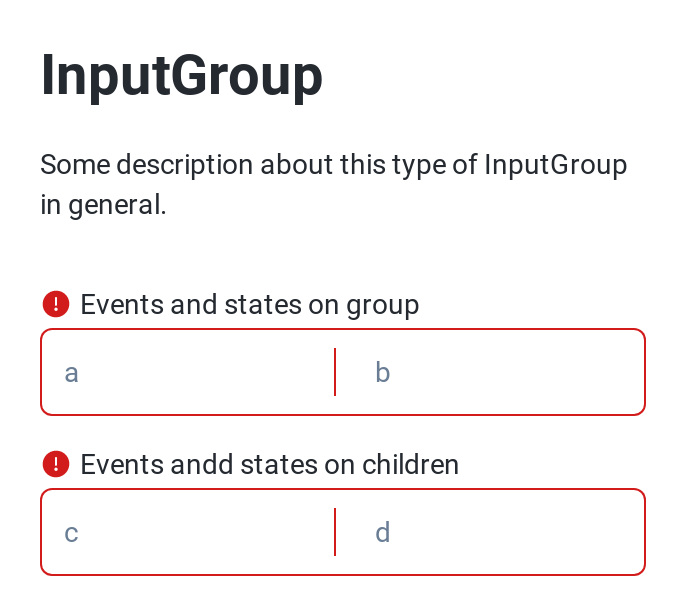 InputGroup
Some description about this type of InputGroup
in general.
Events and states on group
a b
Events andd states on children
c d